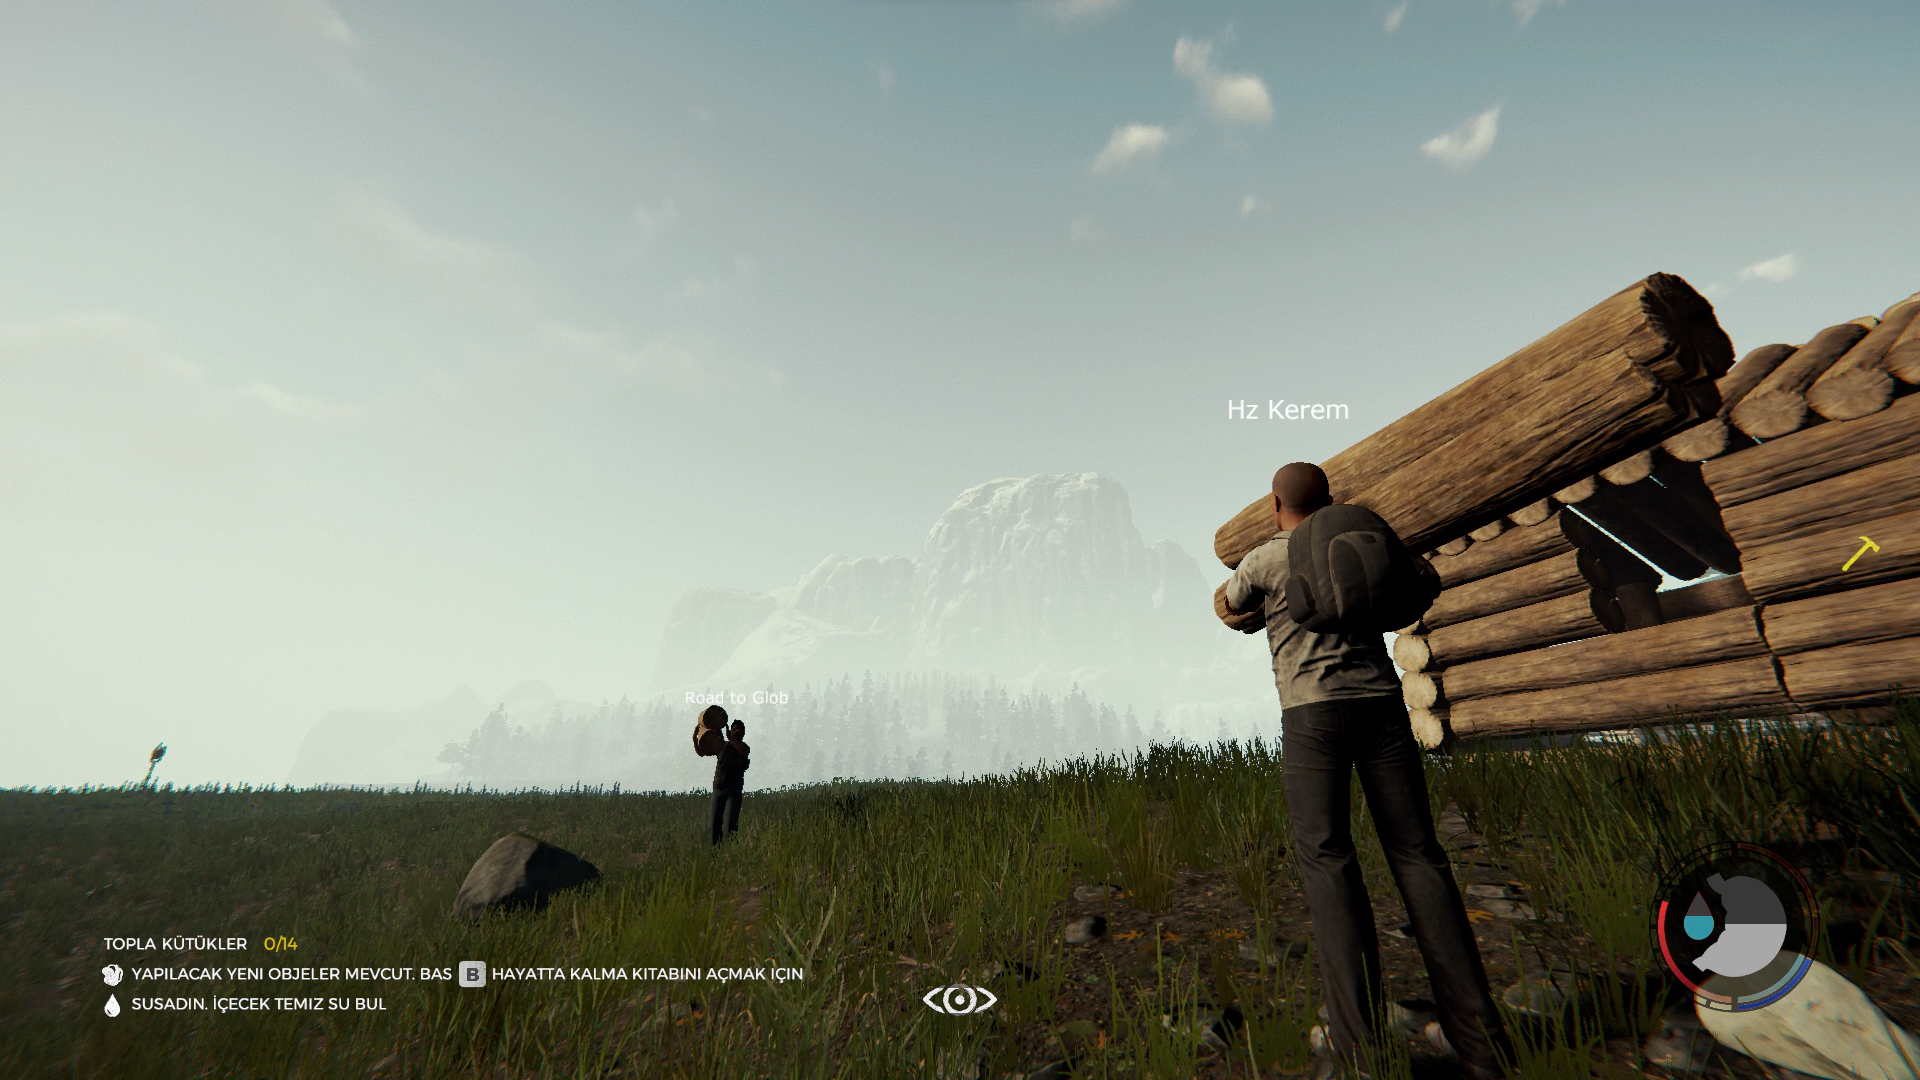 Hz Kerem
Road to Glob
TOPLA KÜTÜKLER 0/14
YAPILACAK YENI OBJELER MEVCUT. BAS B HAYATTA KALMA KITABINI AÇMAK IÇIN
SUSADIN. İÇECEK TEMIZ SU BUL